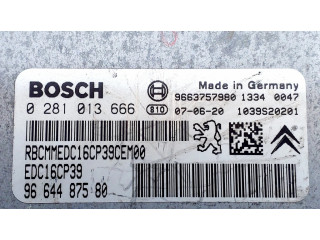 BOSCH
Made in Germany
9663757980 1334 0047
0 281 013 666 810 07-06-20 1039S20201
RBCMMEDC16CP39CEM00
EDC16CP39
96 644 875 80